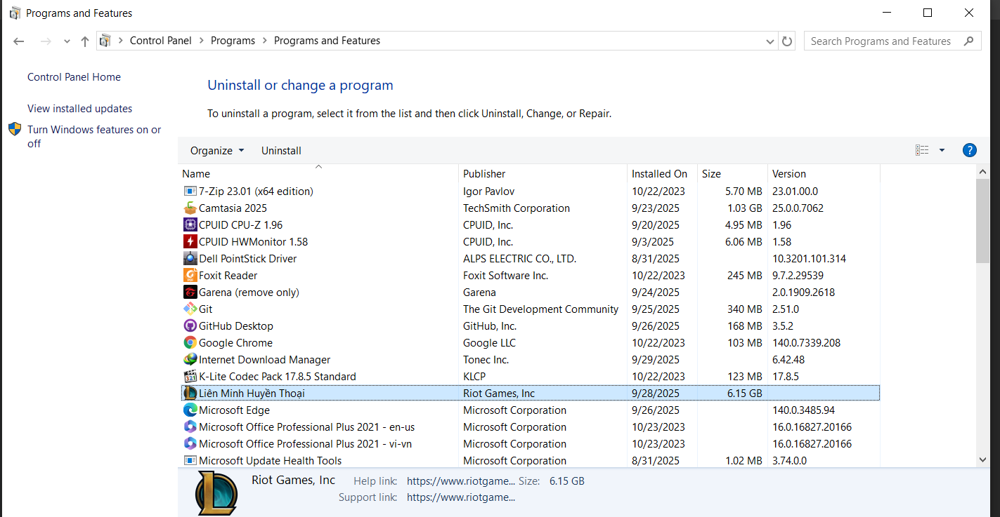 Programs and Features
Control Panel Programs Programs and Features
Search Programs and Features
Control Panel Home
View installed updates
Turn Windows features on or
off
Uninstall or change a program
To uninstall a program, select it from the list and then click Uninstall, Change, or Repair.
Organize Uninstall
?
Name Publisher Installed On Size Version
7-Zip 23.01 (x64 edition) Igor Pavlov 10/22/2023 5.70 MB 23.01.00.0
Camtasia 2025 TechSmith Corporation 9/23/2025 1.03 GB 25.0.0.7062
CPUID CPU-Z 1.96 CPUID, Inc. 9/20/2025 4.95 MB 1.96
CPUID HWMonitor 1.58 CPUID, Inc. 9/3/2025 6.06 MB 1.58
Dell PointStick Driver ALPS ELECTRIC CO., LTD. 8/31/2025 10.3201.101.314
Foxit Reader Foxit Software Inc. 10/22/2023 245 MB 9.7.2.29539
Garena (remove only) Garena 9/24/2025 2.0.1909.2618
Git The Git Development Community 9/25/2025 340 MB 2.51.0
GitHub Desktop GitHub, Inc. 9/26/2025 168 MB 3.5.2
Google Chrome Google LLC 10/22/2023 103 MB 140.0.7339.208
Internet Download Manager Tonec Inc. 9/29/2025 6.42.48
K-Lite Codec Pack 17.8.5 Standard KLCP 10/22/2023 123 MB 17.8.5
Liên Minh Huyền Thoại Riot Games, Inc 9/28/2025 6.15 GB
Microsoft Edge Microsoft Corporation 9/26/2025 140.0.3485.94
Microsoft Office Professional Plus 2021 - en-us Microsoft Corporation 10/23/2023 16.0.16827.20166
Microsoft Office Professional Plus 2021 - vi-vn Microsoft Corporation 10/23/2023 16.0.16827.20166
Microsoft Update Health Tools Microsoft Corporation 8/31/2025 1.02 MB 3.74.0.0
Riot Games, Inc Help link: https://www.riotgame... Size: 6.15 GB
Support link: https://www.riotgame...